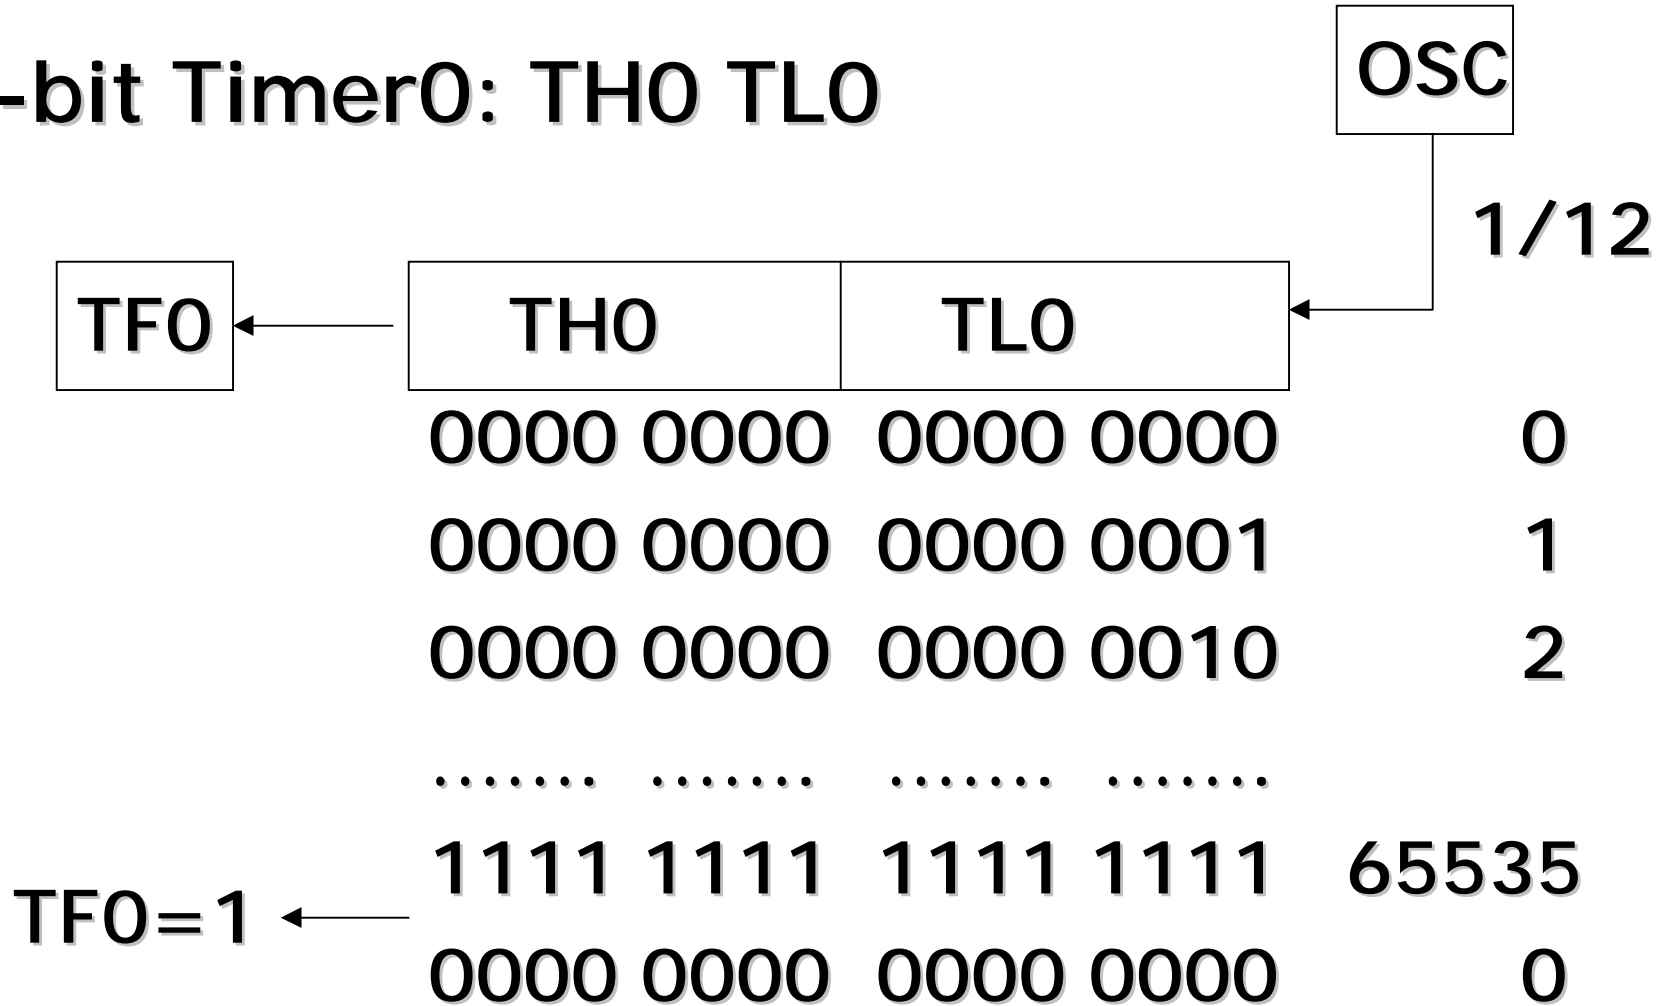 -bit Timer0: TH0 TL0
OSC
1/12
TF0 TH0 TL0
0000 0000 0000 0000 0
0000 0000 0000 0001 1
0000 0000 0000 0010 2
....... ....... ....... .......
1111 1111 1111 1111 65535
TF0=1
0000 0000 0000 0000 0